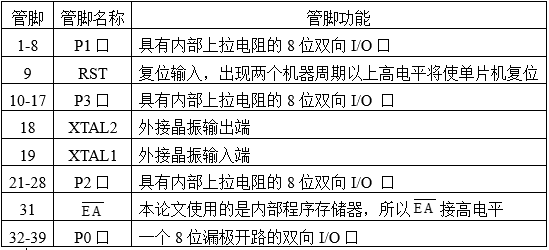 管脚 管脚名称 管脚功能
1-8 P1 口 具有内部上拉电阻的 8 位双向 I/O 口
9 RST 复位输入，出现两个机器周期以上高电平将使单片机复位
10-17 P3 口 具有内部上拉电阻的 8 位双向 I/O 口
18 XTAL2 外接晶振输出端
19 XTAL1 外接晶振输入端
21-28 P2 口 具有内部上拉电阻的 8 位双向 I/O 口
31 E̅A̅ 本论文使用的是内部程序存储器，所以 E̅A̅ 接高电平
32-39 P0 口 一个 8 位漏极开路的双向 I/O 口